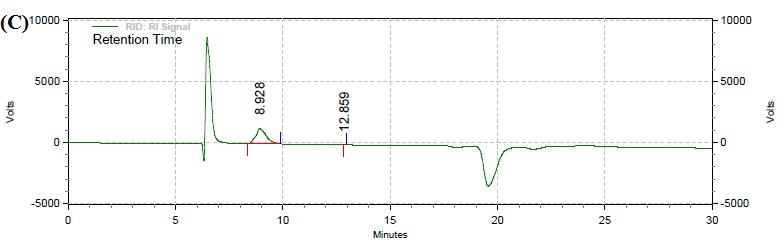 (C)
10000
5000
0
-5000
Volts
RID: RI Signal
Retention Time
8.928
12.859
10000
5000
0
-5000
Volts
0 5 10 15 20 25 30
Minutes